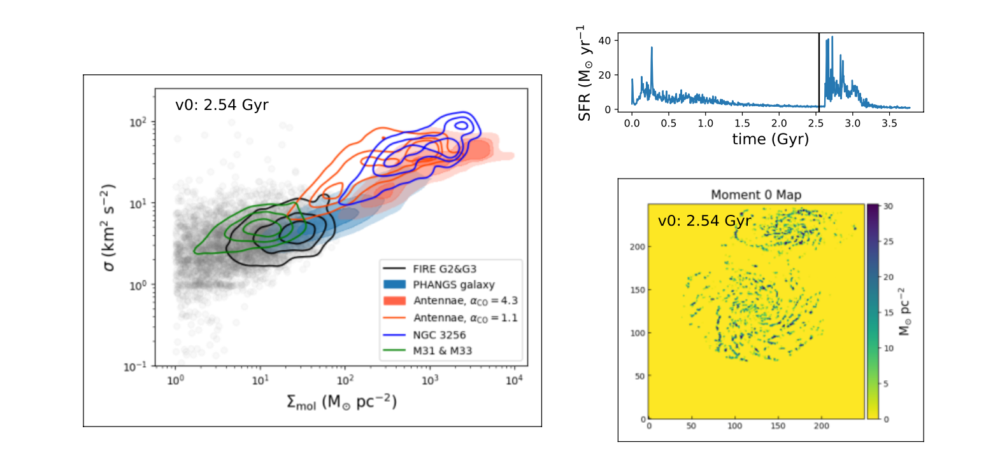 v0: 2.54 Gyr
σ (km² s⁻²)
10²
10¹
10⁰
10⁻¹
10⁰ 10¹ 10² 10³ 10⁴
Σmol (M⊙ pc⁻²)
FIRE G2&G3
PHANGS galaxy
Antennae, αCO = 4.3
Antennae, αCO = 1.1
NGC 3256
M31 & M33
SFR (M⊙ yr⁻¹)
40
20
0
0.0 0.5 1.0 1.5 2.0 2.5 3.0 3.5
time (Gyr)
Moment 0 Map
v0: 2.54 Gyr
200
150
100
50
0
0 50 100 150 200
30
25
20
15
10
5
0
M⊙ pc⁻²